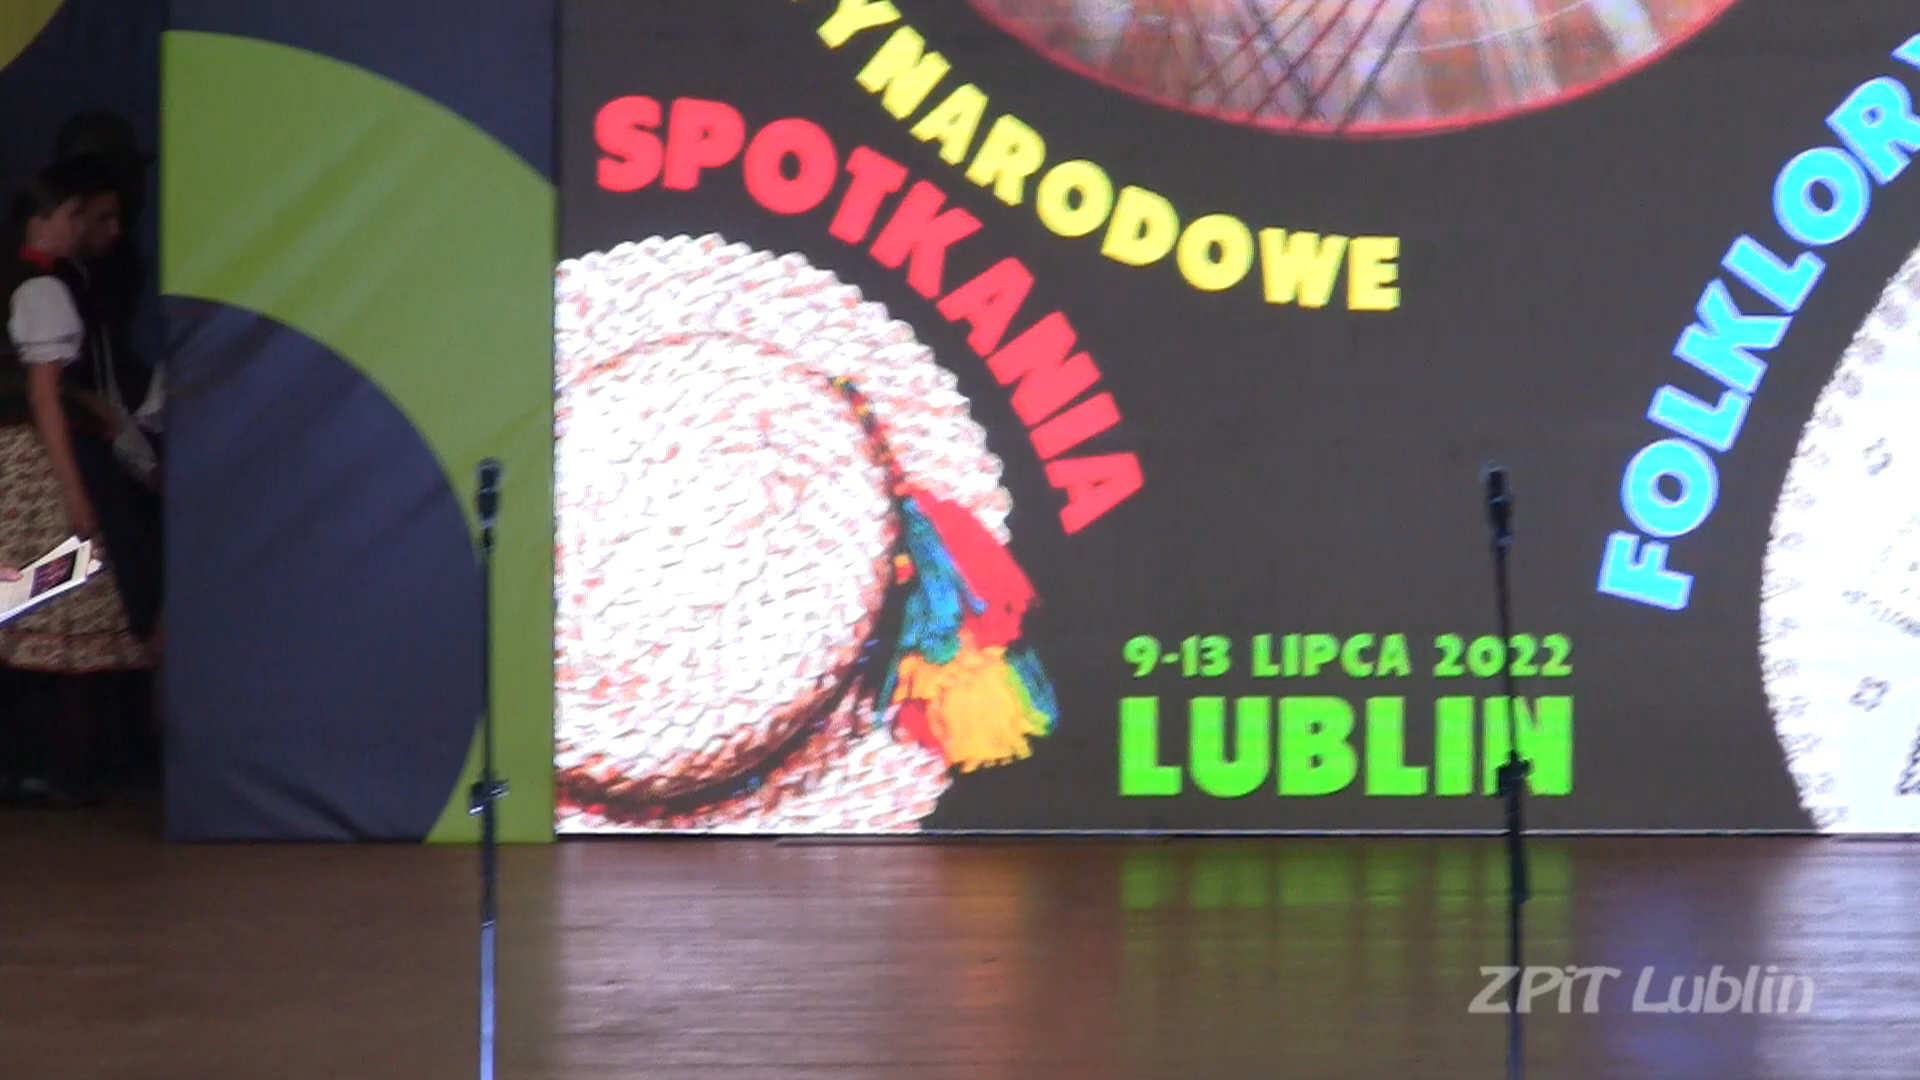 YNARODOWE
SPOTKANIA
FOLKLOR
9-13 LIPCA 2022
LUBLIN
ZPiT Lublin